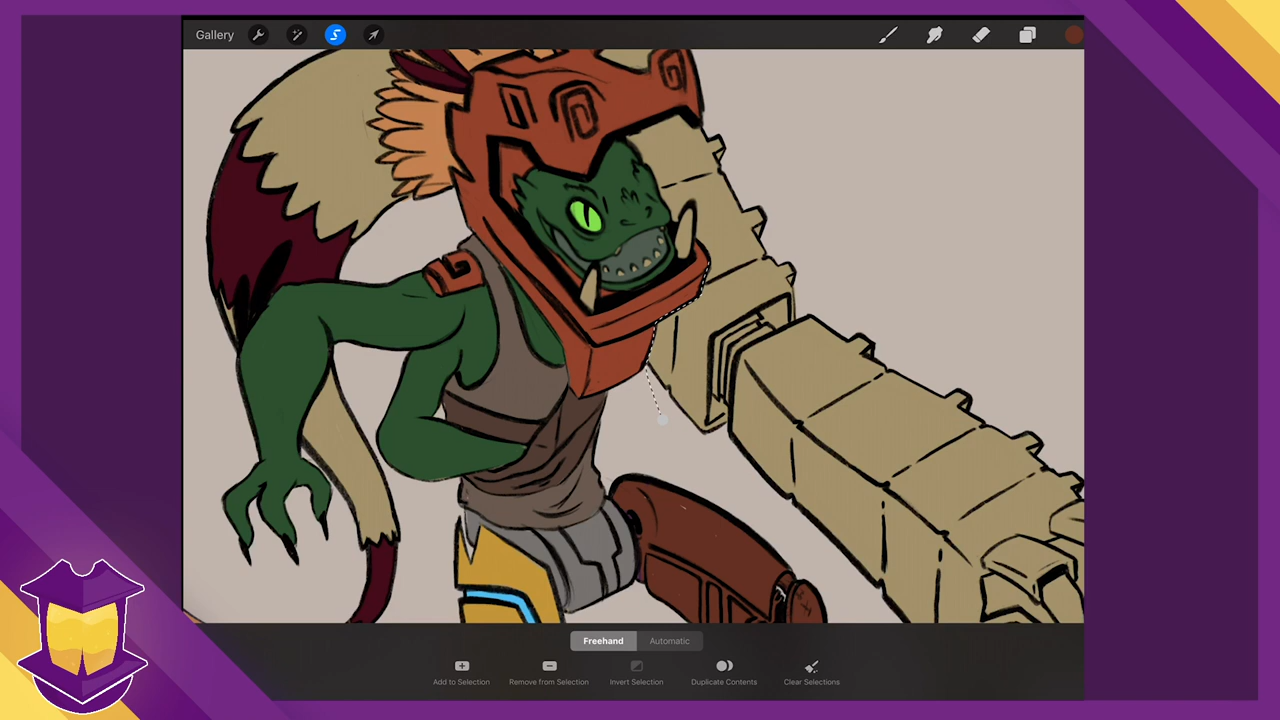 Gallery
Freehand Automatic
Add to Selection Remove from Selection Invert Selection Duplicate Contents Clear Selections